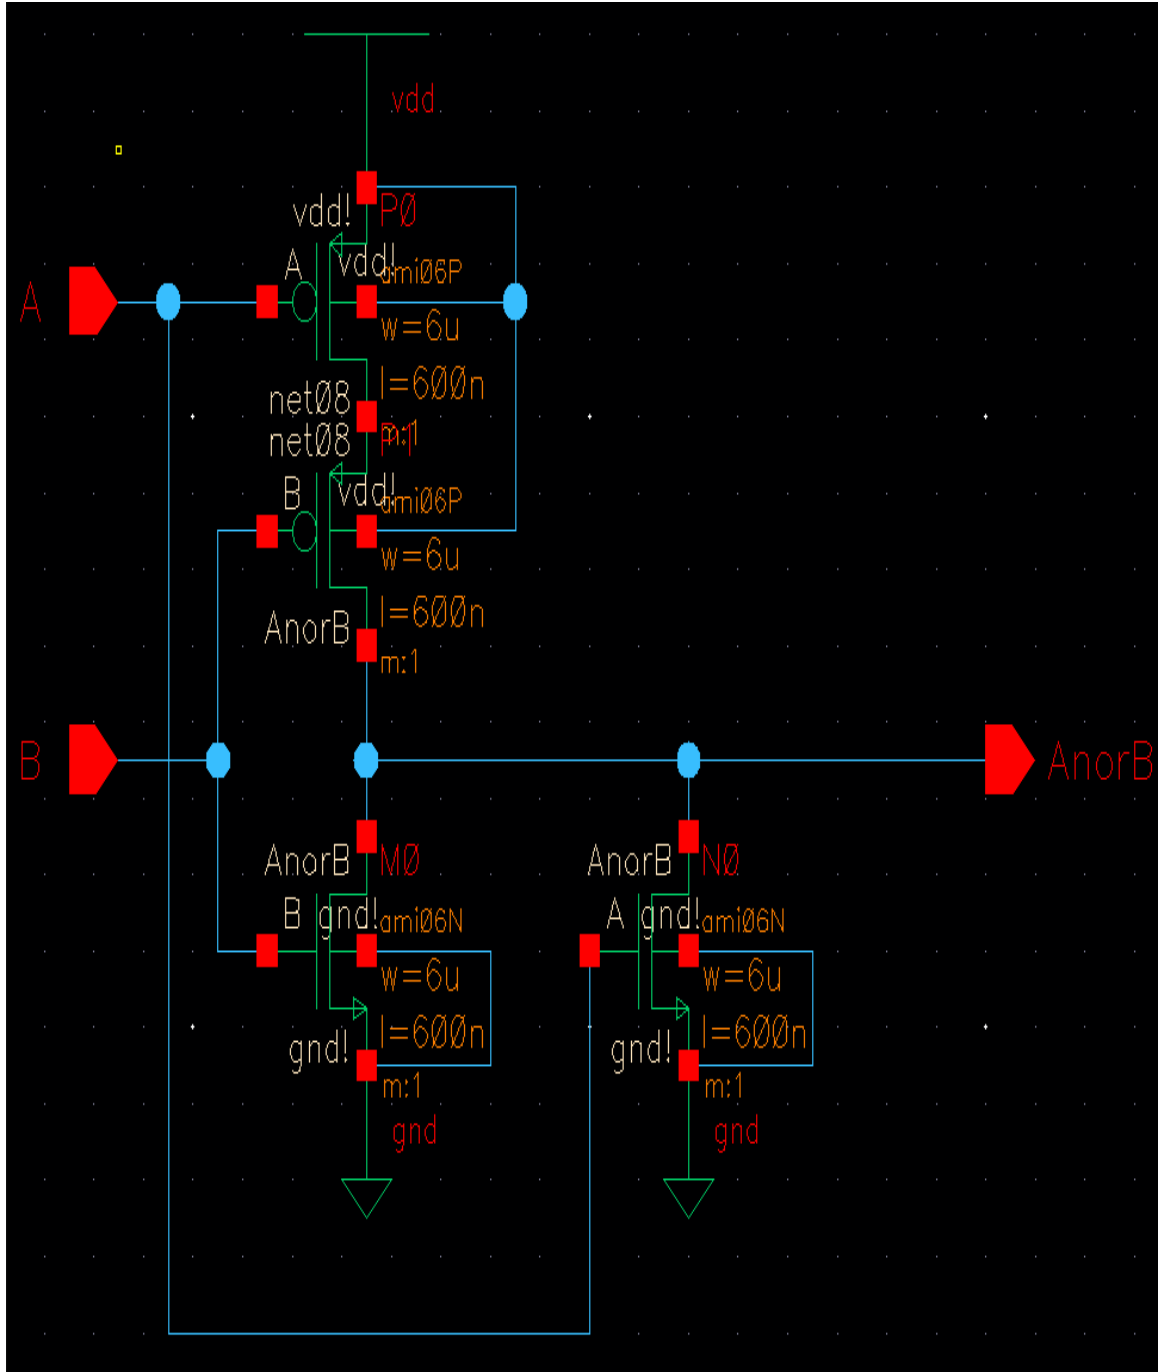 vdd
vdd!
P0
A
vdd!
ami06P
A
w=6u
l=600n
net08
m:1
net08
P1
B
vdd!
ami06P
w=6u
l=600n
AnorB
m:1
B
AnorB
AnorB
M0
AnorB
N0
B
gnd!
ami06N
A
gnd!
ami06N
w=6u
w=6u
l=600n
l=600n
gnd!
gnd!
m:1
m:1
gnd
gnd